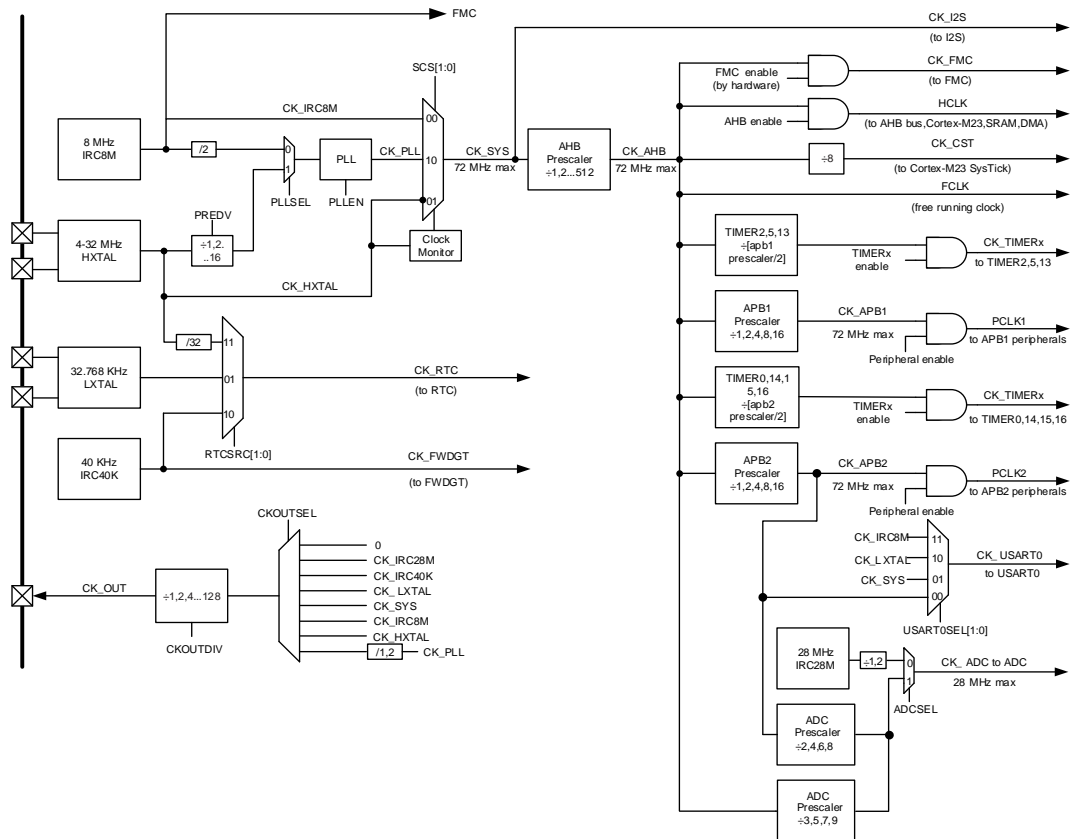 FMC
CK_I2S
(to I2S)
SCS[1:0]
CK_IRC8M
00
8 MHz
IRC8M
/2
0
1
PLLSEL
PLL
PLLEN
CK_PLL
10
01
CK_SYS
72 MHz max
AHB
Prescaler
÷1,2...512
CK_AHB
72 MHz max
FMC enable
(by hardware)
CK_FMC
(to FMC)
AHB enable
HCLK
(to AHB bus,Cortex-M23,SRAM,DMA)
÷8
CK_CST
(to Cortex-M23 SysTick)
FCLK
(free running clock)
4-32 MHz
HXTAL
PREDV
÷1,2.
..16
Clock
Monitor
CK_HXTAL
TIMER2,5,13
÷[apb1
prescaler/2]
TIMERx
enable
CK_TIMERx
to TIMER2,5,13
APB1
Prescaler
÷1,2,4,8,16
CK_APB1
72 MHz max
Peripheral enable
PCLK1
to APB1 peripherals
/32
11
01
10
32.768 KHz
LXTAL
CK_RTC
(to RTC)
RTCSRC[1:0]
TIMER0,14,1
5,16
÷[apb2
prescaler/2]
TIMERx
enable
CK_TIMERx
to TIMER0,14,15,16
40 KHz
IRC40K
CK_FWDGT
(to FWDGT)
APB2
Prescaler
÷1,2,4,8,16
CK_APB2
72 MHz max
Peripheral enable
PCLK2
to APB2 peripherals
CKOUTSEL
0
CK_IRC28M
CK_IRC40K
CK_LXTAL
CK_SYS
CK_IRC8M
CK_HXTAL
/1,2
CK_PLL
CK_OUT
÷1,2,4...128
CKOUTDIV
CK_IRC8M
11
CK_LXTAL
10
CK_SYS
01
00
CK_USART0
to USART0
USART0SEL[1:0]
28 MHz
IRC28M
÷1,2
0
1
CK_ ADC to ADC
28 MHz max
ADCSEL
ADC
Prescaler
÷2,4,6,8
ADC
Prescaler
÷3,5,7,9